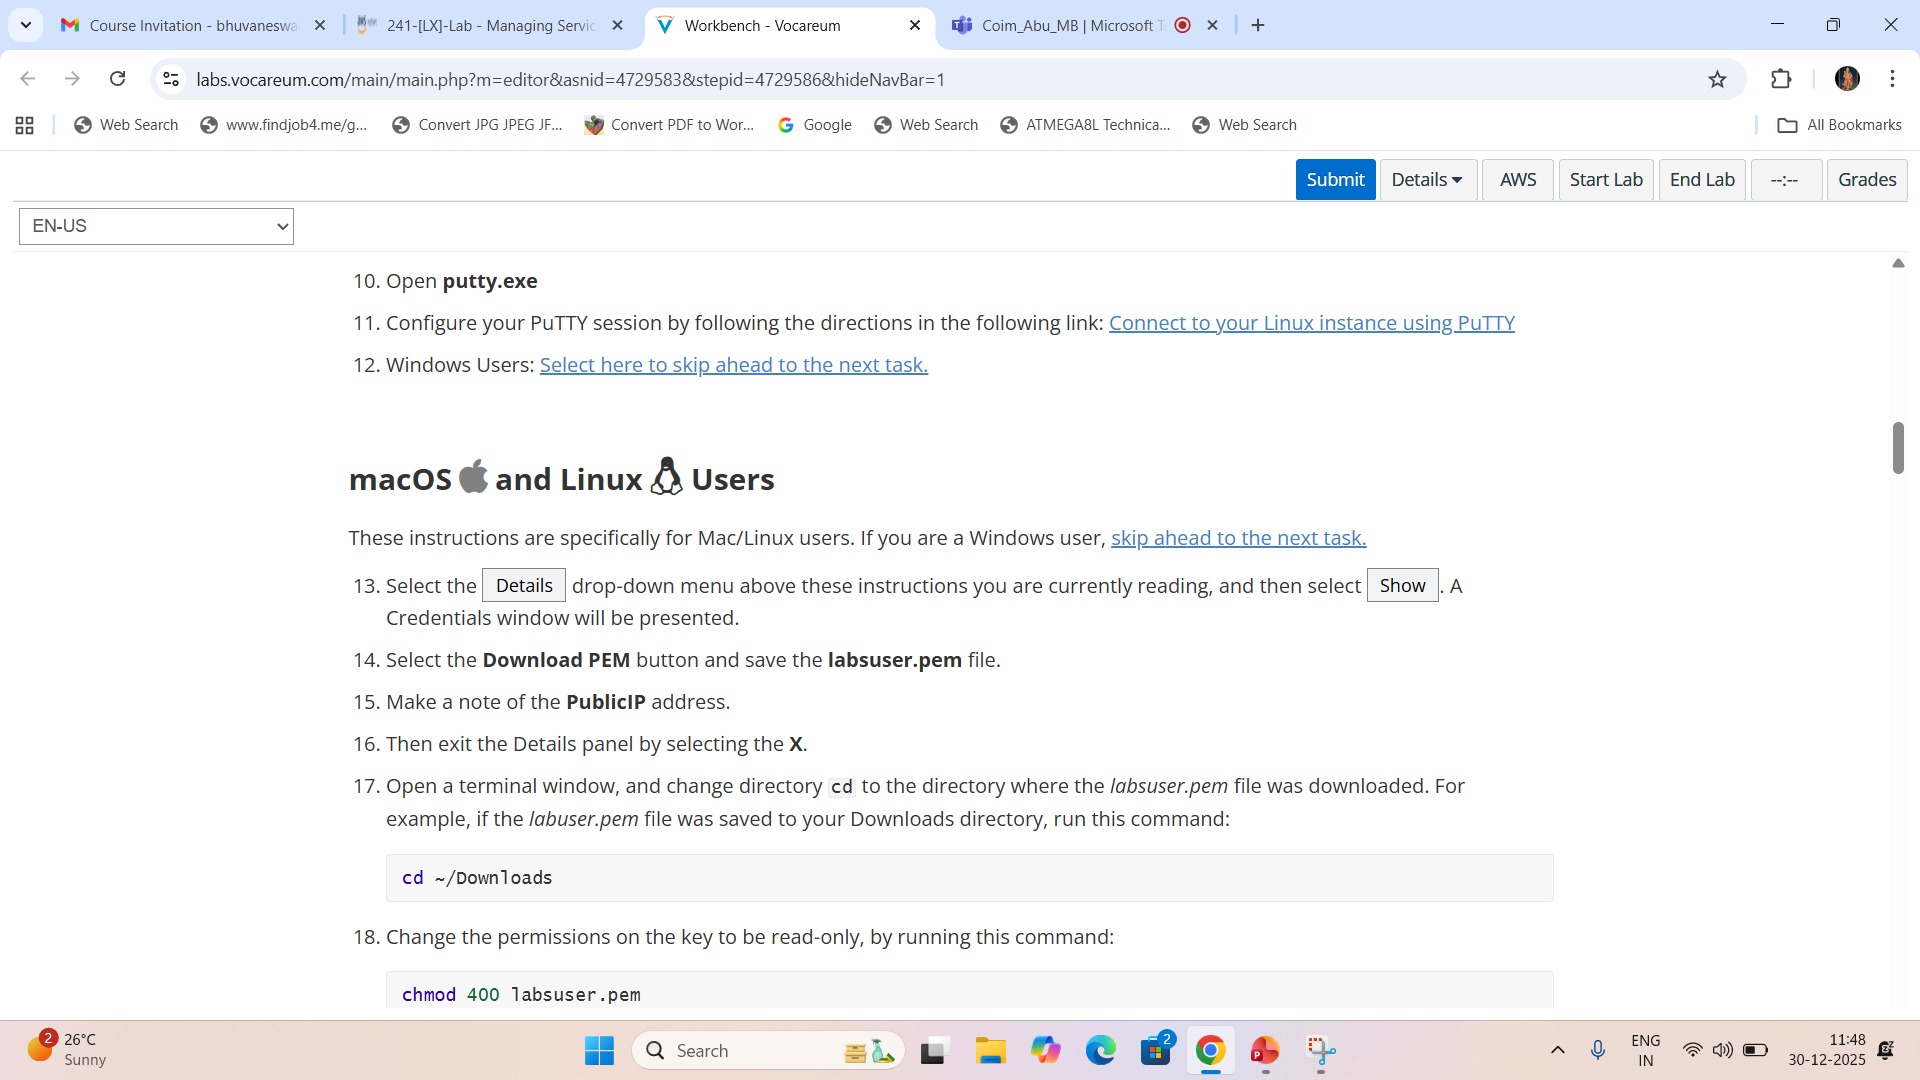 Course Invitation - bhuvaneswa
241-[LX]-Lab - Managing Servic
Workbench - Vocareum
Coim_Abu_MB | Microsoft T
labs.vocareum.com/main/main.php?m=editor&asnid=4729583&stepid=4729586&hideNavBar=1
Web Search
www.findjob4.me/g...
Convert JPG JPEG JF...
Convert PDF to Wor...
Google
Web Search
ATMEGA8L Technica...
Web Search
All Bookmarks
Submit
Details
AWS
Start Lab
End Lab
--:--
Grades
EN-US
10. Open putty.exe
11. Configure your PuTTY session by following the directions in the following link: Connect to your Linux instance using PuTTY
12. Windows Users: Select here to skip ahead to the next task.
macOS and Linux Users
These instructions are specifically for Mac/Linux users. If you are a Windows user, skip ahead to the next task.
13. Select the Details drop-down menu above these instructions you are currently reading, and then select Show. A
Credentials window will be presented.
14. Select the Download PEM button and save the labsuser.pem file.
15. Make a note of the PublicIP address.
16. Then exit the Details panel by selecting the X.
17. Open a terminal window, and change directory cd to the directory where the labsuser.pem file was downloaded. For
example, if the labuser.pem file was saved to your Downloads directory, run this command:
cd ~/Downloads
18. Change the permissions on the key to be read-only, by running this command:
chmod 400 labsuser.pem
2
26°C
Sunny
Search
2
ENG
IN
11:48
30-12-2025